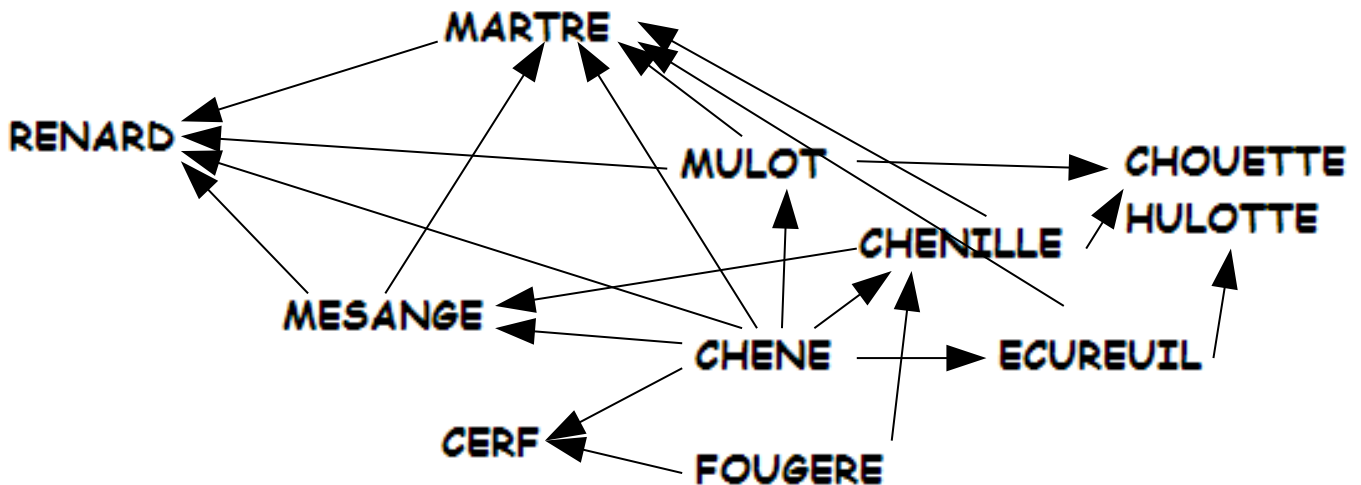 MARTRE
RENARD
MULOT
CHOUETTE
HULOTTE
CHENILLE
MESANGE
CHENE
ECUREUIL
CERF
FOUGERE